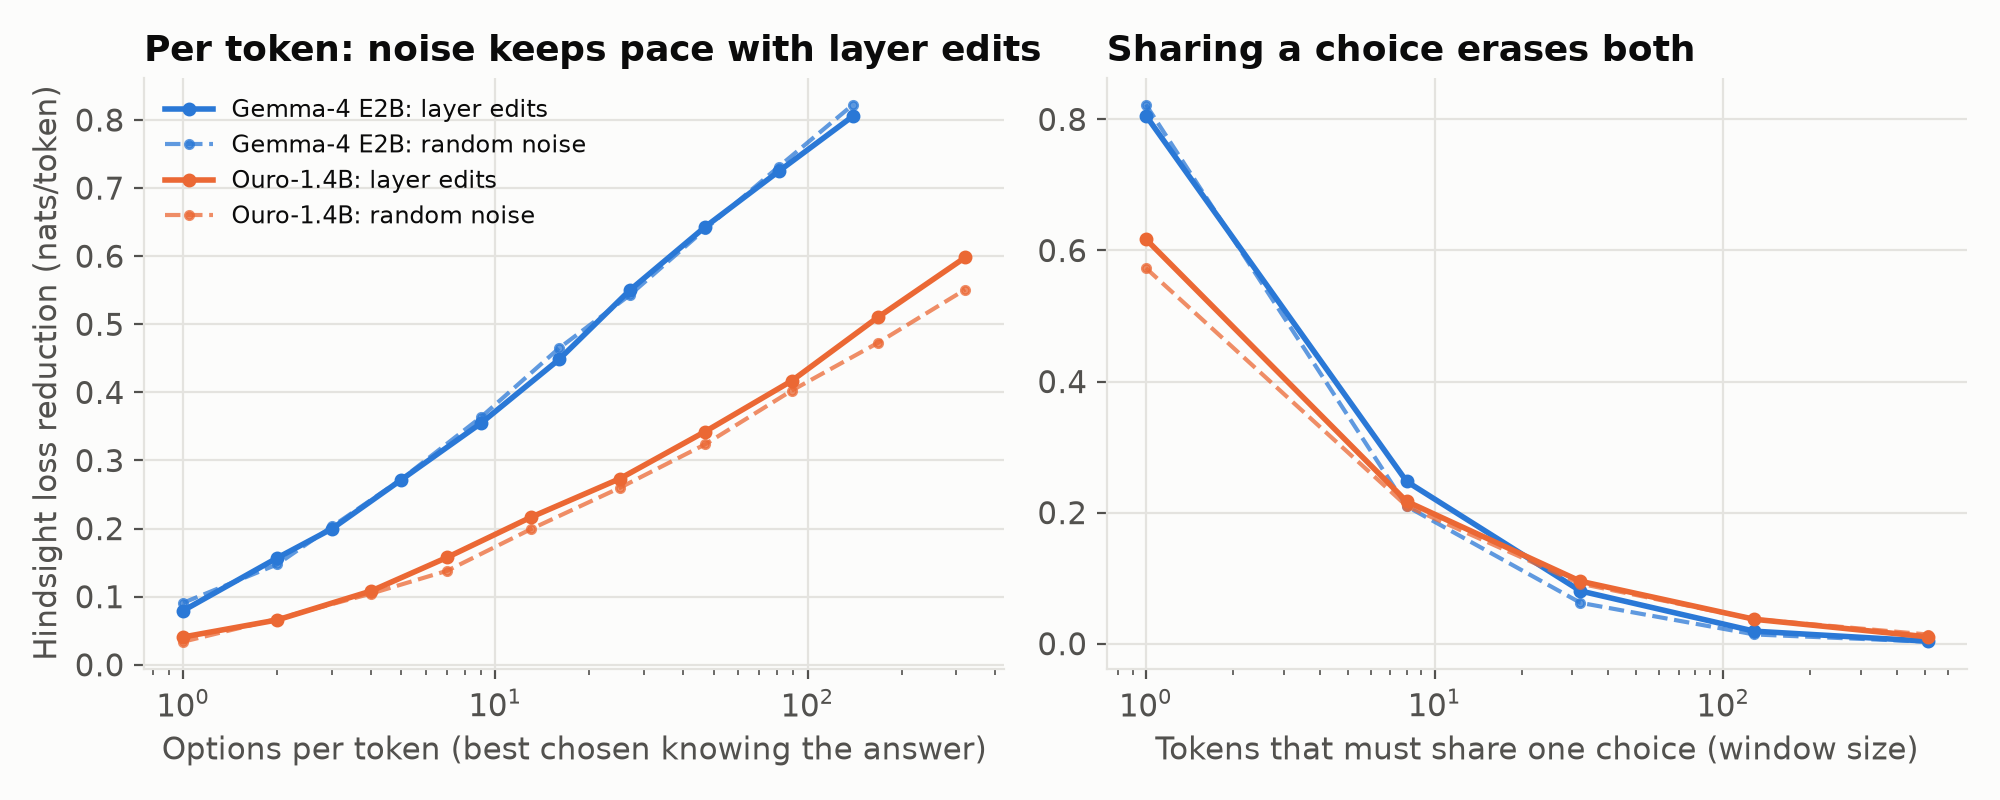 Per token: noise keeps pace with layer edits
Hindsight loss reduction (nats/token)
0.8
0.7
0.6
0.5
0.4
0.3
0.2
0.1
0.0
Gemma-4 E2B: layer edits
Gemma-4 E2B: random noise
Ouro-1.4B: layer edits
Ouro-1.4B: random noise
10⁰ 10¹ 10²
Options per token (best chosen knowing the answer)
Sharing a choice erases both
0.8
0.6
0.4
0.2
0.0
10⁰ 10¹ 10²
Tokens that must share one choice (window size)